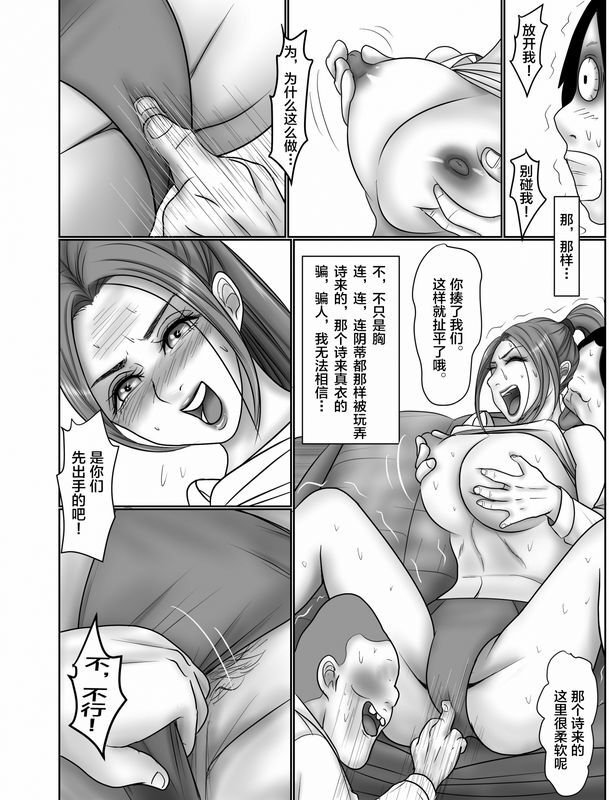 放开我！
别碰我！
那，那样…
为，为什么这么做…
你揍了我们。
这样就扯平了哦。
不，不只是胸
连，连，连阴蒂都那样被玩弄
诗来的，那个诗来真衣的
骗，骗人，我无法相信…
是你们
先出手的吧！
那个诗来的
这里很柔软呢
不，不行！